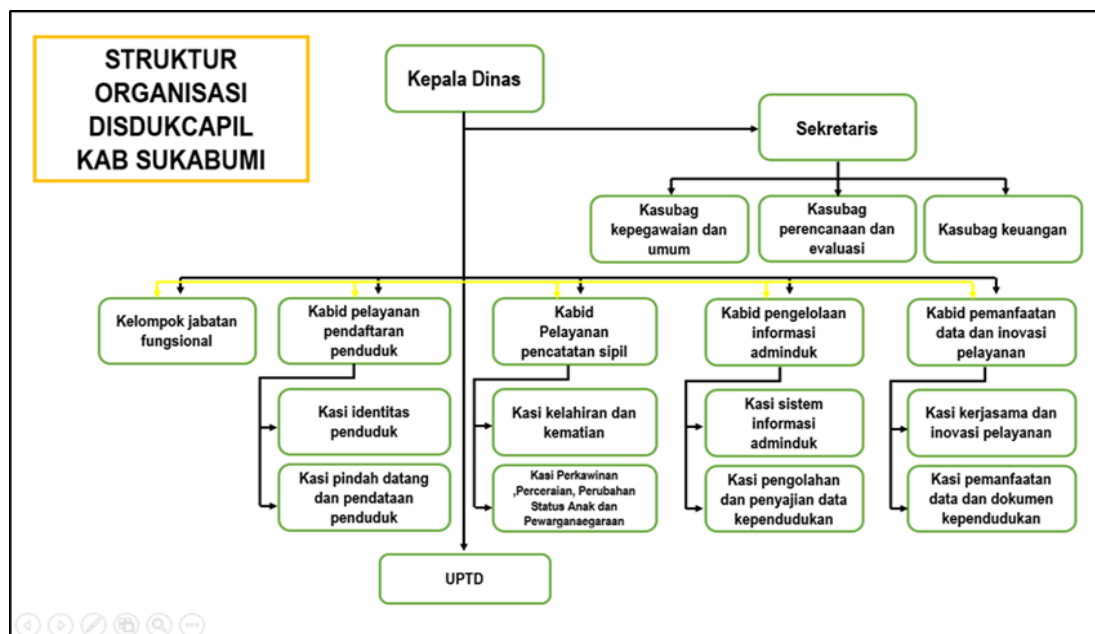 STRUKTUR
ORGANISASI
DISDUKCAPIL
KAB SUKABUMI
Kepala Dinas
Sekretaris
Kasubag
kepegawaian dan
umum
Kasubag
perencanaan dan
evaluasi
Kasubag keuangan
Kelompok jabatan
fungsional
Kabid pelayanan
pendaftaran
penduduk
Kabid
Pelayanan
pencatatan sipil
Kabid pengelolaan
informasi
adminduk
Kabid pemanfaatan
data dan inovasi
pelayanan
Kasi identitas
penduduk
Kasi kelahiran dan
kematian
Kasi sistem
informasi
adminduk
Kasi kerjasama dan
inovasi pelayanan
Kasi pindah datang
dan pendataan
penduduk
Kasi Perkawinan
,Perceraian, Perubahan
Status Anak dan
Pewarganaegaraan
Kasi pengolahan
dan penyajian data
kependudukan
Kasi pemanfaatan
data dan dokumen
kependudukan
UPTD